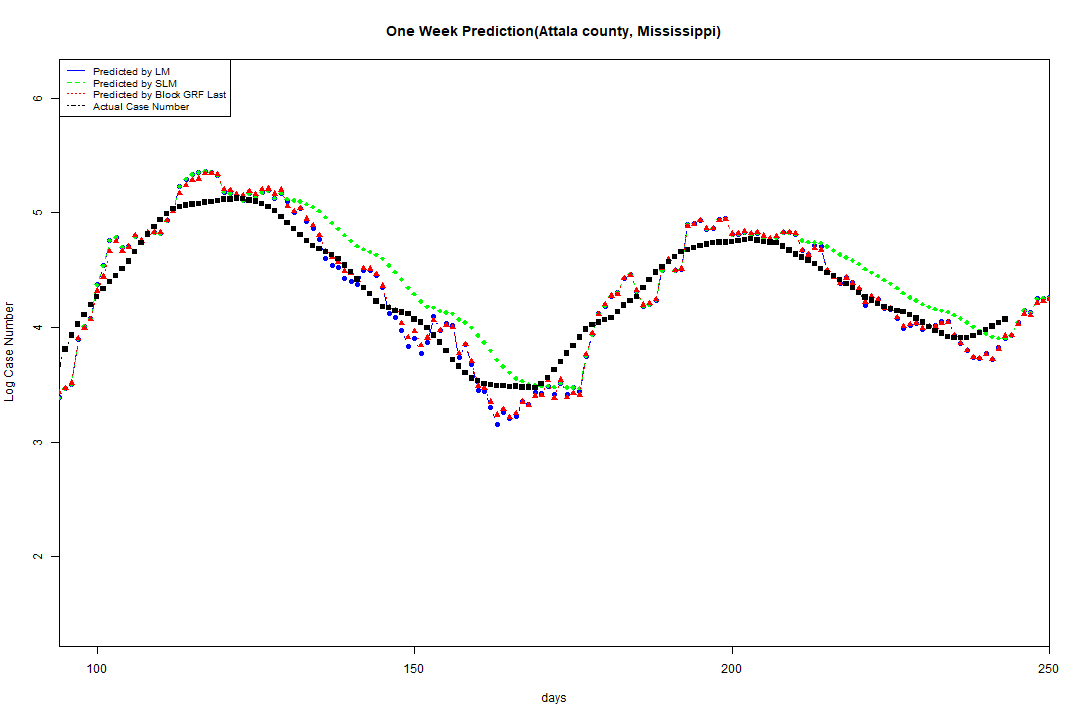 One Week Prediction(Attala county, Mississippi)
Predicted by LM
Predicted by SLM
Predicted by Block GRF Last
Actual Case Number
6
5
4
3
2
Log Case Number
100
150
200
250
days